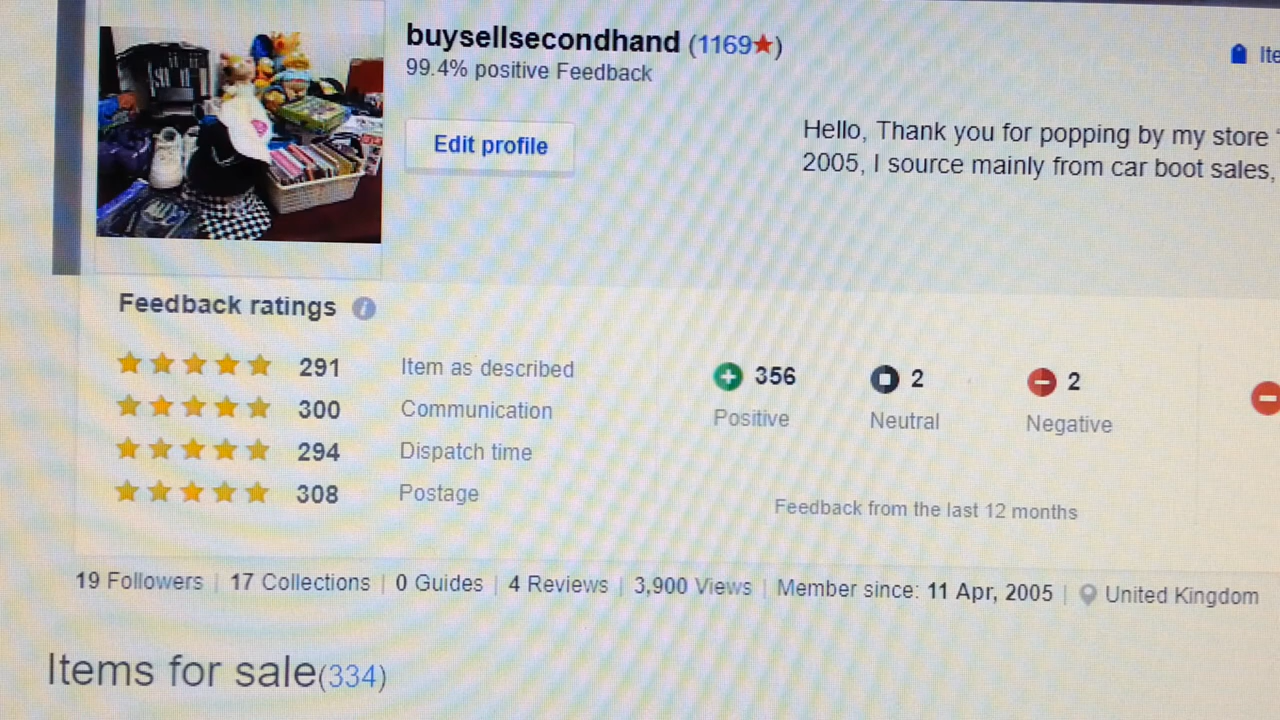 buysellsecondhand (1169★)
99.4% positive Feedback
Edit profile
Hello, Thank you for popping by my store
2005, I source mainly from car boot sales,
Feedback ratings
291 Item as described
300 Communication
294 Dispatch time
308 Postage
356 Positive
2 Neutral
2 Negative
Feedback from the last 12 months
19 Followers | 17 Collections | 0 Guides | 4 Reviews | 3,900 Views | Member since: 11 Apr, 2005 | United Kingdom
Items for sale(334)